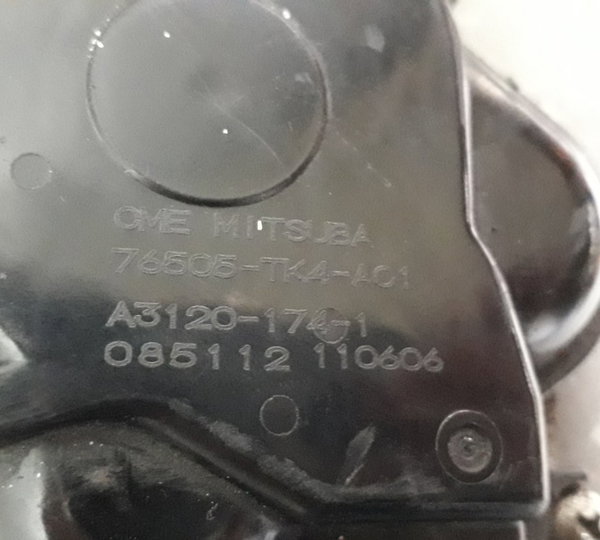 OME MITSUBA
76505-TK4-A01
A3120-174-1
085112 110606